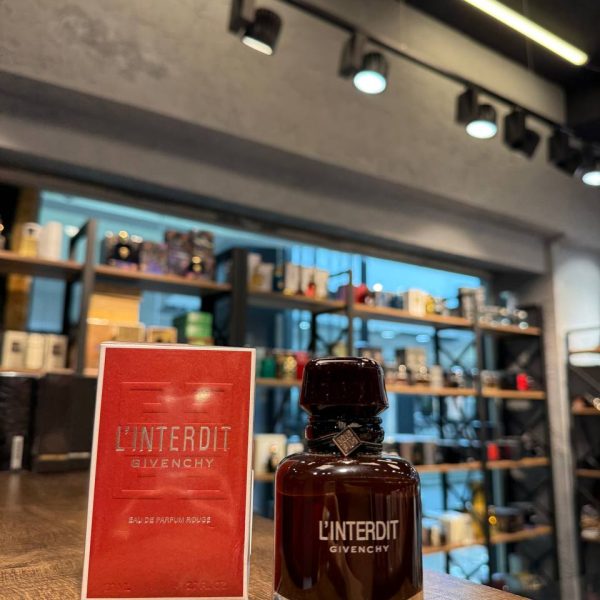 L'INTERDIT
GIVENCHY
EAU DE PARFUM ROUGE
L'INTERDIT
GIVENCHY